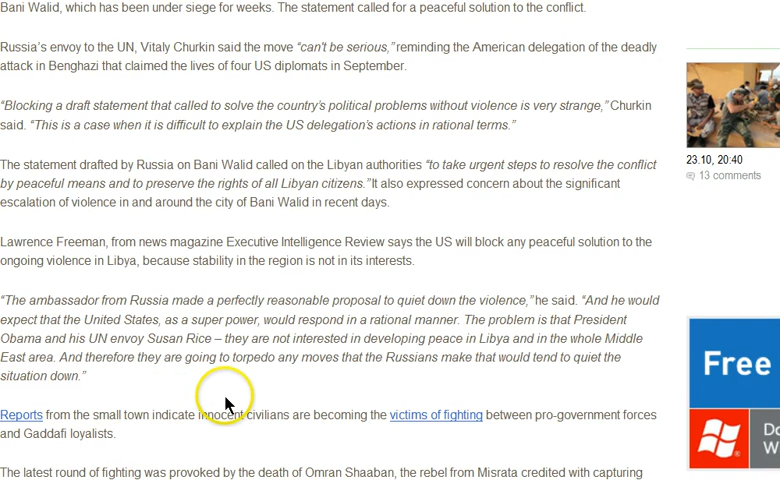 Bani Walid, which has been under siege for weeks. The statement called for a peaceful solution to the conflict.
Russia's envoy to the UN, Vitaly Churkin said the move “can't be serious,” reminding the American delegation of the deadly
attack in Benghazi that claimed the lives of four US diplomats in September.
“Blocking a draft statement that called to solve the country's political problems without violence is very strange,” Churkin
said. “This is a case when it is difficult to explain the US delegation's actions in rational terms.”
The statement drafted by Russia on Bani Walid called on the Libyan authorities “to take urgent steps to resolve the conflict
by peaceful means and to preserve the rights of all Libyan citizens.” It also expressed concern about the significant
escalation of violence in and around the city of Bani Walid in recent days.
Lawrence Freeman, from news magazine Executive Intelligence Review says the US will block any peaceful solution to the
ongoing violence in Libya, because stability in the region is not in its interests.
“The ambassador from Russia made a perfectly reasonable proposal to quiet down the violence,” he said. “And he would
expect that the United States, as a super power, would respond in a rational manner. The problem is that President
Obama and his UN envoy Susan Rice – they are not interested in developing peace in Libya and in the whole Middle
East area. And therefore they are going to torpedo any moves that the Russians make that would tend to quiet the
situation down.”
Reports from the small town indicate innocent civilians are becoming the victims of fighting between pro-government forces
and Gaddafi loyalists.
The latest round of fighting was provoked by the death of Omran Shaaban, the rebel from Misrata credited with capturing
23.10, 20:40
13 comments
Free
Do
W